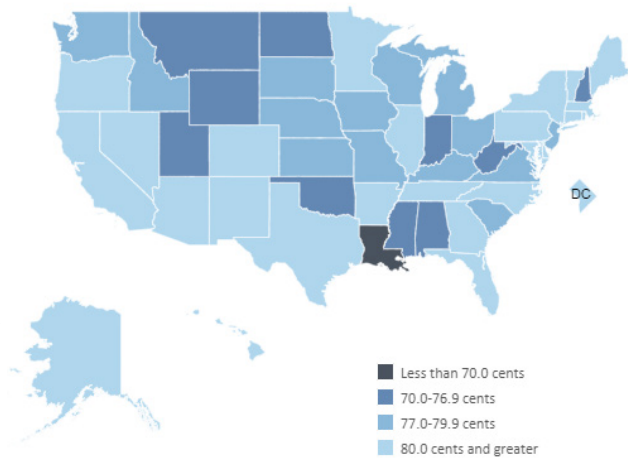 DC
Less than 70.0 cents
70.0-76.9 cents
77.0-79.9 cents
80.0 cents and greater